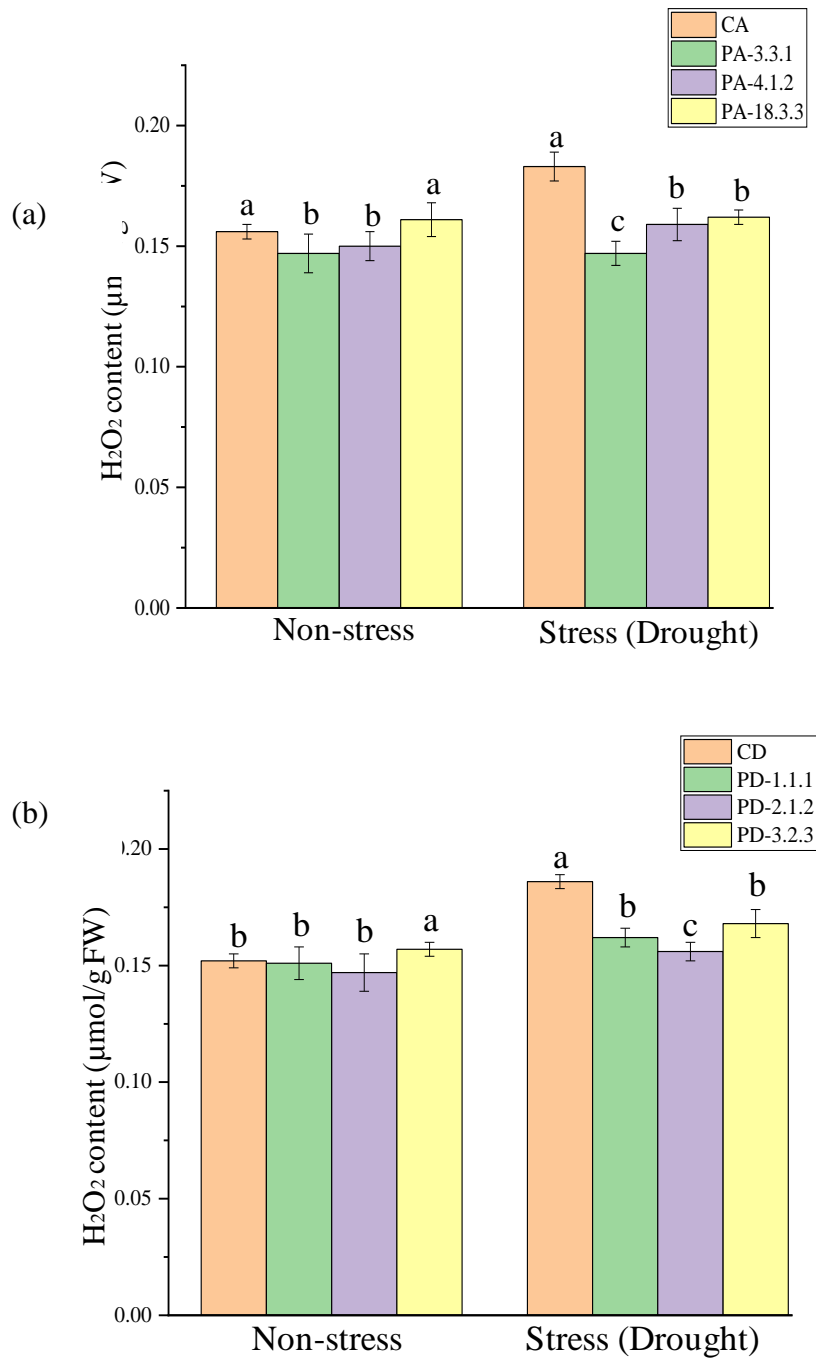 CA
PA-3.3.1
PA-4.1.2
PA-18.3.3
(a)
H₂O₂ content
0.20
0.15
0.10
0.05
0.00
a
b
b
a
a
c
b
b
Non-stress
Stress (Drought)
CD
PD-1.1.1
PD-2.1.2
PD-3.2.3
(b)
H₂O₂ content (µmol/g FW)
0.15
0.10
0.05
0.00
b
b
b
a
a
b
c
b
Non-stress
Stress (Drought)